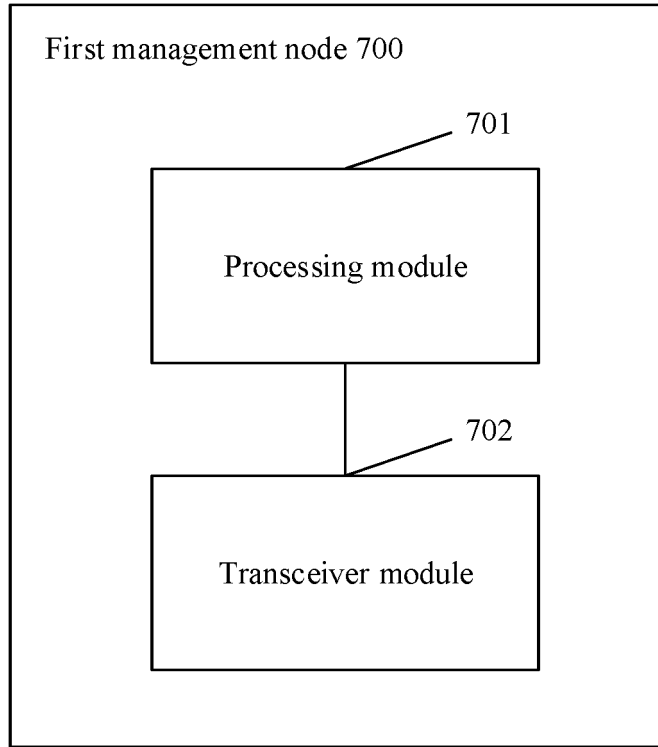 First management node 700
701
Processing module
702
Transceiver module